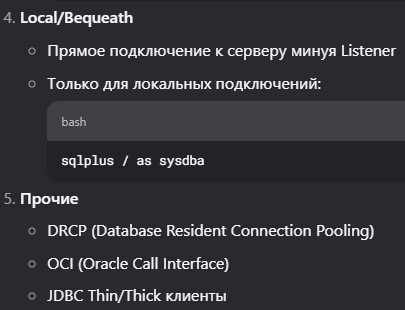 4. Local/Bequeath
Прямое подключение к серверу минуя Listener
Только для локальных подключений:
bash
sqlplus / as sysdba
5. Прочие
DRCP (Database Resident Connection Pooling)
OCI (Oracle Call Interface)
JDBC Thin/Thick клиенты